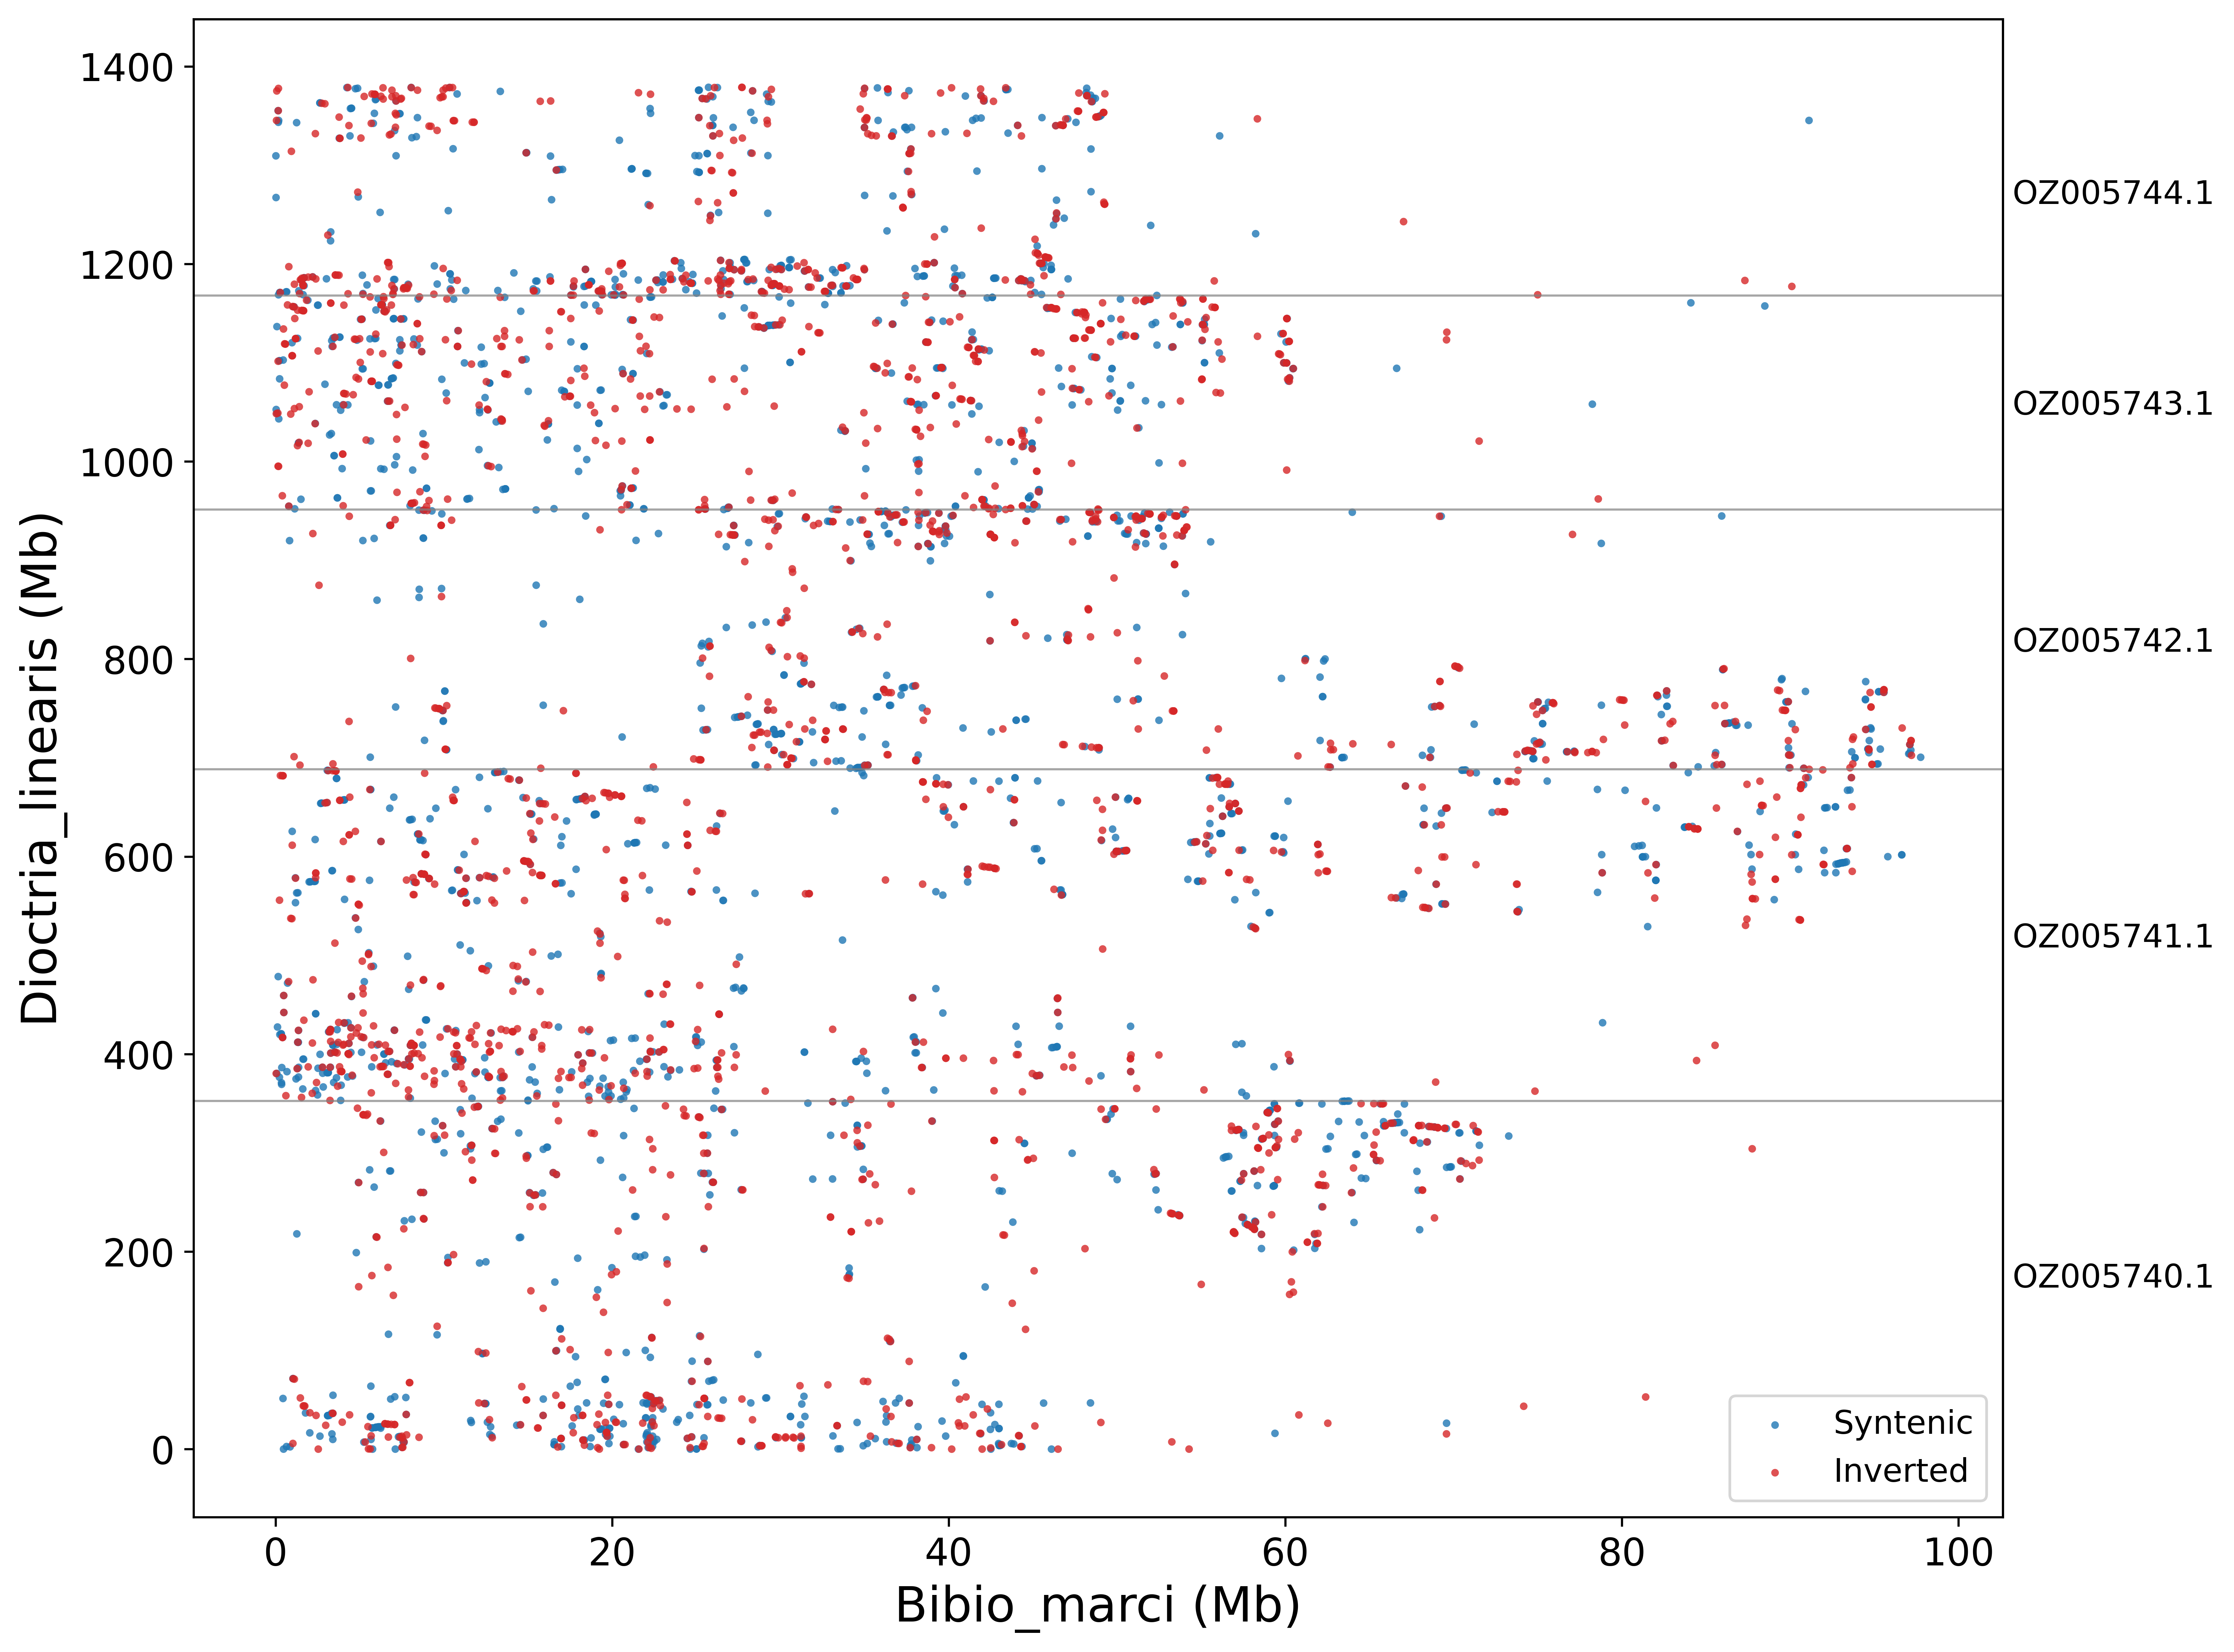 1400
1200
1000
800
600
400
200
0
Dioctria_linearis (Mb)
OZ005744.1
OZ005743.1
OZ005742.1
OZ005741.1
OZ005740.1
Syntenic
Inverted
0 20 40 60 80 100
Bibio_marci (Mb)